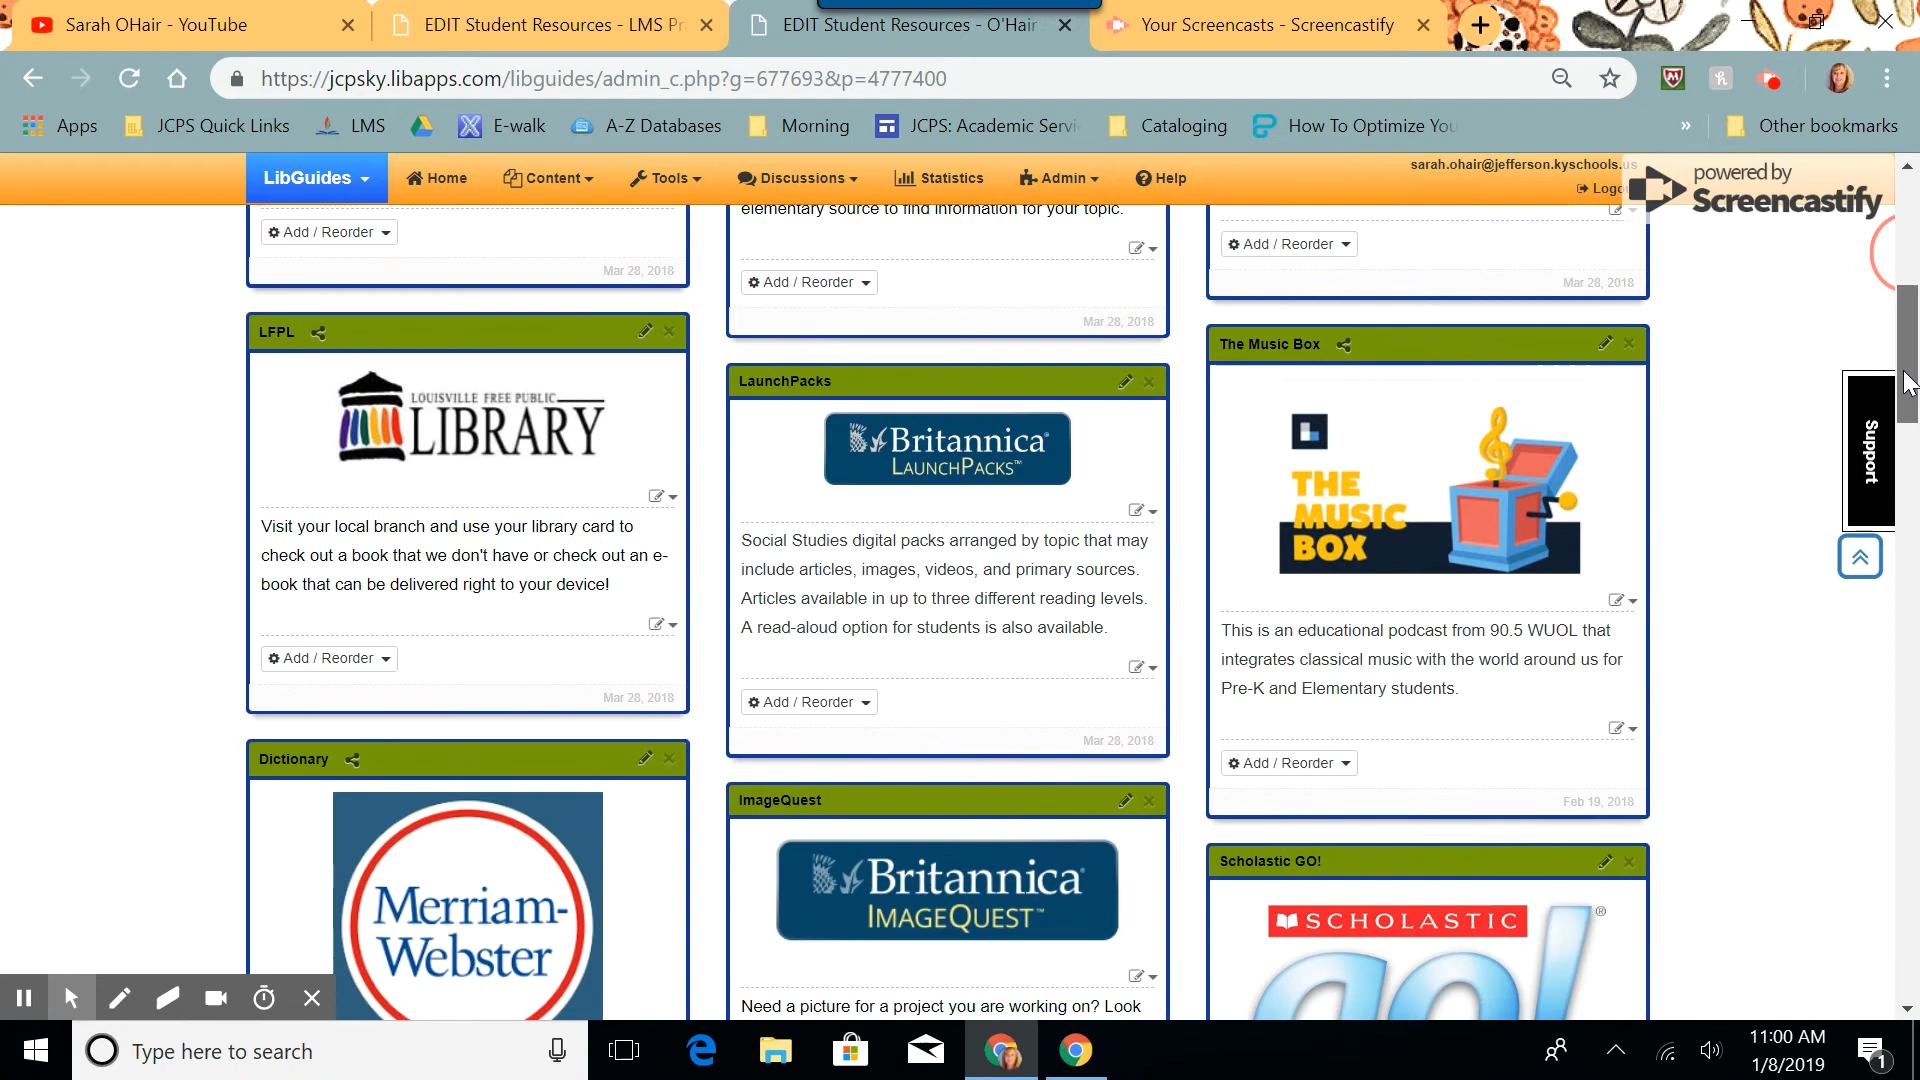 Sarah OHair - YouTube
EDIT Student Resources - LMS Pr
EDIT Student Resources - O'Hair
Your Screencasts - Screencastify
https://jcpsky.libapps.com/libguides/admin_c.php?g=677693&p=4777400
Apps
JCPS Quick Links
LMS
E-walk
A-Z Databases
Morning
JCPS: Academic Servi
Cataloging
How To Optimize You
»
Other bookmarks
LibGuides
Home
Content
Tools
Discussions
Statistics
Admin
Help
sarah.ohair@jefferson.kyschools.us
Logo
powered by
Screencastify
Add / Reorder
Mar 28, 2018
LFPL
LOUISVILLE FREE PUBLIC
LIBRARY
Visit your local branch and use your library card to
check out a book that we don't have or check out an e-
book that can be delivered right to your device!
Add / Reorder
Mar 28, 2018
Dictionary
Merriam-
Webster
elementary source to find information for your topic.
Add / Reorder
Mar 28, 2018
LaunchPacks
Britannica®
LAUNCHPACKS™
Social Studies digital packs arranged by topic that may
include articles, images, videos, and primary sources.
Articles available in up to three different reading levels.
A read-aloud option for students is also available.
Add / Reorder
Mar 28, 2018
ImageQuest
Britannica®
IMAGEQUEST™
Need a picture for a project you are working on? Look
Add / Reorder
Mar 28, 2018
The Music Box
THE
MUSIC
BOX
This is an educational podcast from 90.5 WUOL that
integrates classical music with the world around us for
Pre-K and Elementary students.
Add / Reorder
Feb 19, 2018
Scholastic GO!
SCHOLASTIC
go!®
Support
Type here to search
11:00 AM
1/8/2019
1